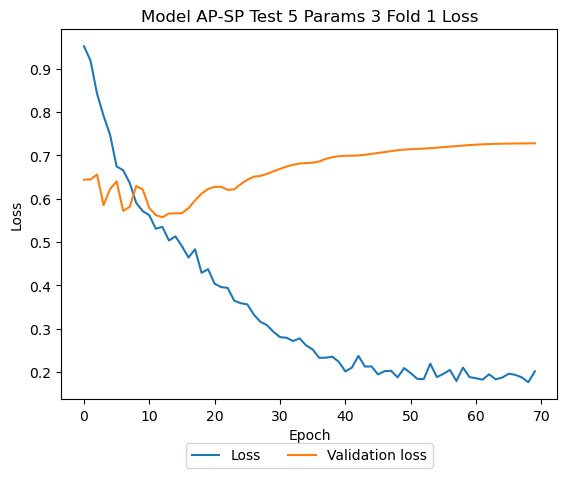 Model AP-SP Test 5 Params 3 Fold 1 Loss
0.9
0.8
0.7
0.6
0.5
0.4
0.3
0.2
Loss
0 10 20 30 40 50 60 70
Epoch
Loss Validation loss